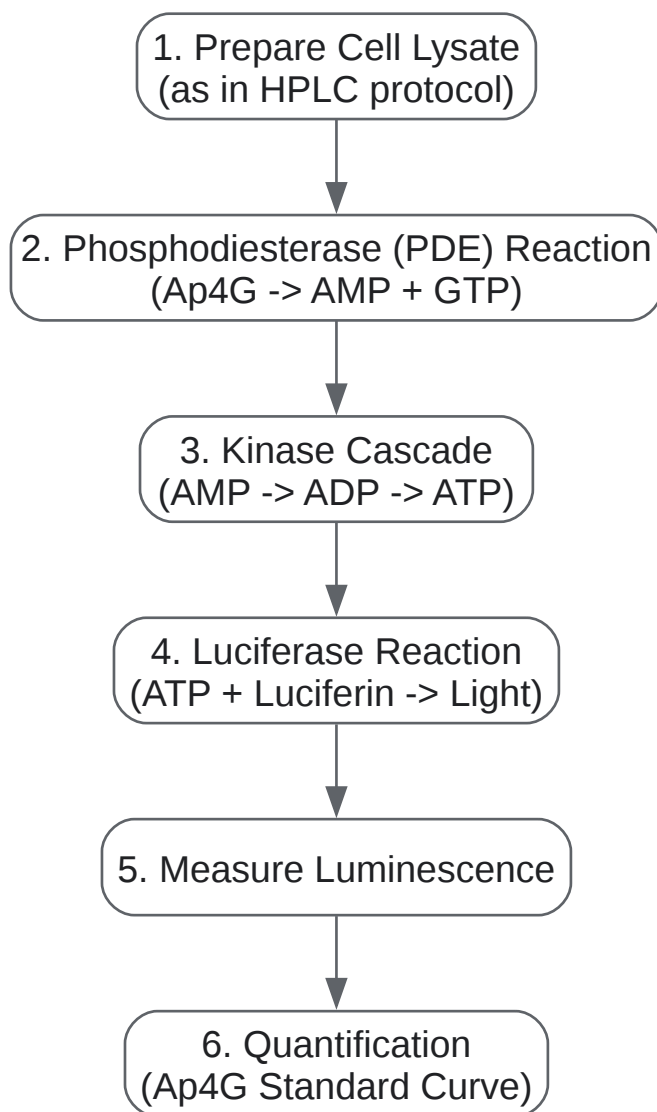 1. Prepare Cell Lysate
(as in HPLC protocol)
2. Phosphodiesterase (PDE) Reaction
(Ap4G -> AMP + GTP)
3. Kinase Cascade
(AMP -> ADP -> ATP)
4. Luciferase Reaction
(ATP + Luciferin -> Light)
5. Measure Luminescence
6. Quantification
(Ap4G Standard Curve)